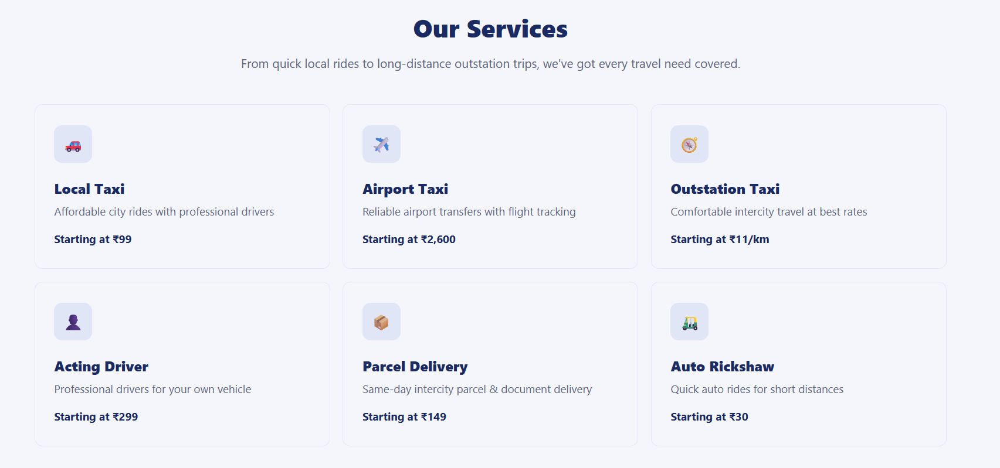 Our Services
From quick local rides to long-distance outstation trips, we've got every travel need covered.
Local Taxi
Affordable city rides with professional drivers
Starting at ₹99
Airport Taxi
Reliable airport transfers with flight tracking
Starting at ₹2,600
Outstation Taxi
Comfortable intercity travel at best rates
Starting at ₹11/km
Acting Driver
Professional drivers for your own vehicle
Starting at ₹299
Parcel Delivery
Same-day intercity parcel & document delivery
Starting at ₹149
Auto Rickshaw
Quick auto rides for short distances
Starting at ₹30